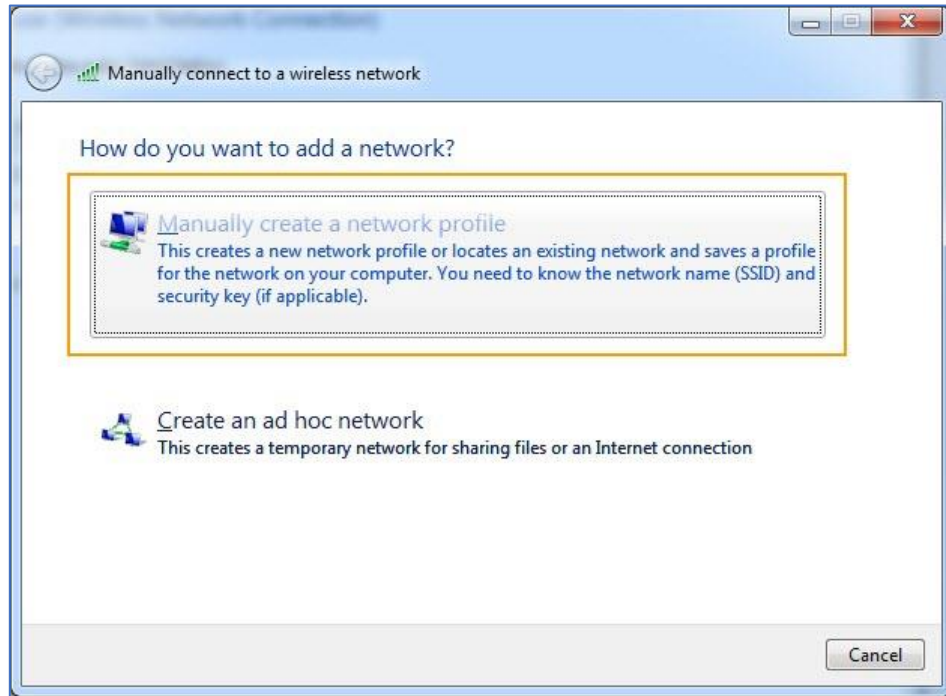 Manually connect to a wireless network
How do you want to add a network?
Manually create a network profile
This creates a new network profile or locates an existing network and saves a profile
for the network on your computer. You need to know the network name (SSID) and
security key (if applicable).
Create an ad hoc network
This creates a temporary network for sharing files or an Internet connection
Cancel